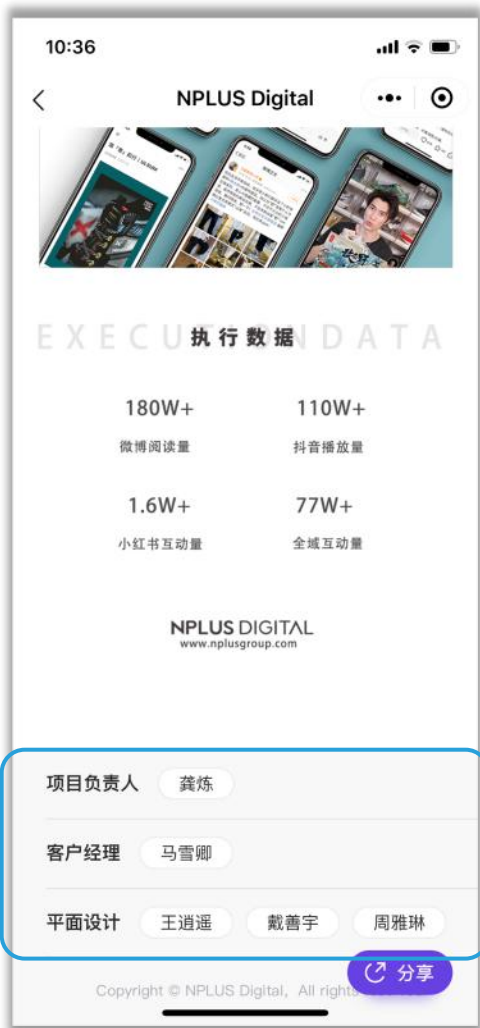 10:36
NPLUS Digital
EXECUTIONDATA
执行数据
180W+ 110W+
微博阅读量 抖音播放量
1.6W+ 77W+
小红书互动量 全域互动量
NPLUS DIGITAL
www.nplusgroup.com
项目负责人 龚炼
客户经理 马雪卿
平面设计 王逍遥 戴善宇 周雅琳
分享
Copyright © NPLUS Digital, All rights